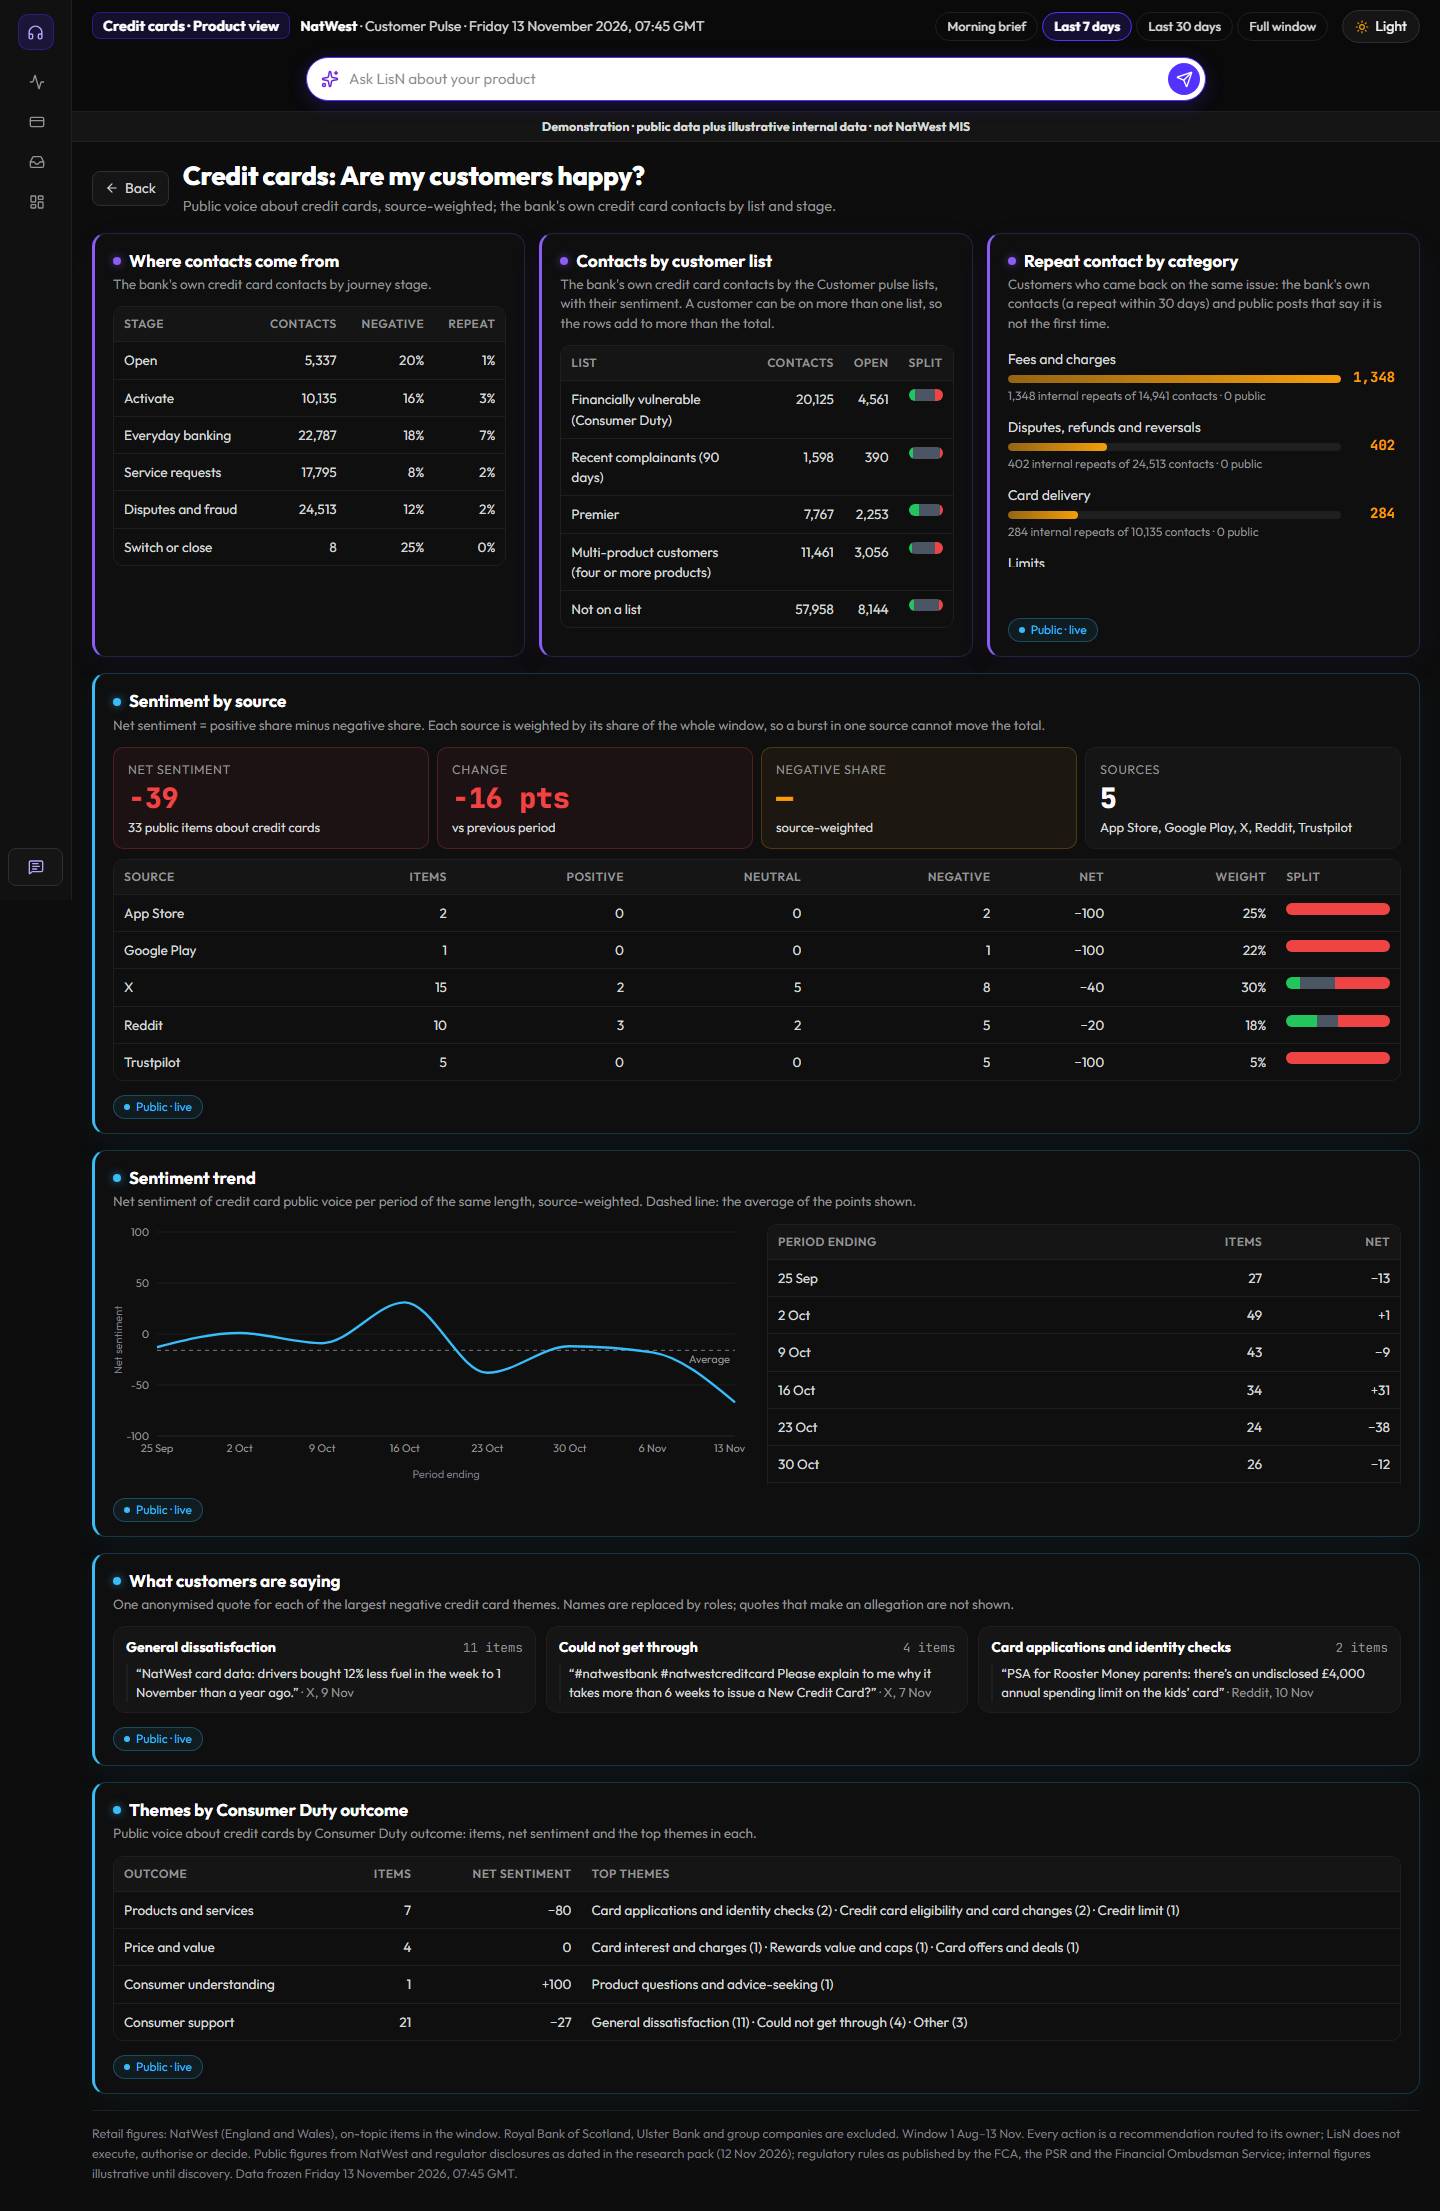 Credit cards · Product view
NatWest · Customer Pulse · Friday 13 November 2026, 07:45 GMT
Morning brief
Last 7 days
Last 30 days
Full window
Light
Ask LisN about your product
Demonstration · public data plus illustrative internal data · not NatWest MIS
Back
Credit cards: Are my customers happy?
Public voice about credit cards, source-weighted; the bank's own credit card contacts by list and stage.
Where contacts come from
The bank's own credit card contacts by journey stage.
STAGE CONTACTS NEGATIVE REPEAT
Open 5,337 20% 1%
Activate 10,135 16% 3%
Everyday banking 22,787 18% 7%
Service requests 17,795 8% 2%
Disputes and fraud 24,513 12% 2%
Switch or close 8 25% 0%
Contacts by customer list
The bank's own credit card contacts by the Customer pulse lists,
with their sentiment. A customer can be on more than one list, so
the rows add to more than the total.
LIST CONTACTS OPEN SPLIT
Financially vulnerable
(Consumer Duty) 20,125 4,561
Recent complainants (90
days) 1,598 390
Premier 7,767 2,253
Multi-product customers
(four or more products) 11,461 3,056
Not on a list 57,958 8,144
Repeat contact by category
Customers who came back on the same issue: the bank's own
contacts (a repeat within 30 days) and public posts that say it is
not the first time.
Fees and charges
1,348
1,348 internal repeats of 14,941 contacts · 0 public
Disputes, refunds and reversals
402
402 internal repeats of 24,513 contacts · 0 public
Card delivery
284
284 internal repeats of 10,135 contacts · 0 public
Limits
Public · live
Sentiment by source
Net sentiment = positive share minus negative share. Each source is weighted by its share of the whole window, so a burst in one source cannot move the total.
NET SENTIMENT
-39
33 public items about credit cards
CHANGE
-16 pts
vs previous period
NEGATIVE SHARE
—
source-weighted
SOURCES
5
App Store, Google Play, X, Reddit, Trustpilot
SOURCE ITEMS POSITIVE NEUTRAL NEGATIVE NET WEIGHT SPLIT
App Store 2 0 0 2 −100 25%
Google Play 1 0 0 1 −100 22%
X 15 2 5 8 −40 30%
Reddit 10 3 2 5 −20 18%
Trustpilot 5 0 0 5 −100 5%
Public · live
Sentiment trend
Net sentiment of credit card public voice per period of the same length, source-weighted. Dashed line: the average of the points shown.
100
50
0
-50
-100
Net sentiment
Average
25 Sep 2 Oct 9 Oct 16 Oct 23 Oct 30 Oct 6 Nov 13 Nov
Period ending
PERIOD ENDING ITEMS NET
25 Sep 27 −13
2 Oct 49 +1
9 Oct 43 −9
16 Oct 34 +31
23 Oct 24 −38
30 Oct 26 −12
Public · live
What customers are saying
One anonymised quote for each of the largest negative credit card themes. Names are replaced by roles; quotes that make an allegation are not shown.
General dissatisfaction 11 items
“NatWest card data: drivers bought 12% less fuel in the week to 1
November than a year ago.” · X, 9 Nov
Could not get through 4 items
“#natwestbank #natwestcreditcard Please explain to me why it
takes more than 6 weeks to issue a New Credit Card?” · X, 7 Nov
Card applications and identity checks 2 items
“PSA for Rooster Money parents: there’s an undisclosed £4,000
annual spending limit on the kids’ card” · Reddit, 10 Nov
Public · live
Themes by Consumer Duty outcome
Public voice about credit cards by Consumer Duty outcome: items, net sentiment and the top themes in each.
OUTCOME ITEMS NET SENTIMENT TOP THEMES
Products and services 7 −80 Card applications and identity checks (2) · Credit card eligibility and card changes (2) · Credit limit (1)
Price and value 4 0 Card interest and charges (1) · Rewards value and caps (1) · Card offers and deals (1)
Consumer understanding 1 +100 Product questions and advice-seeking (1)
Consumer support 21 −27 General dissatisfaction (11) · Could not get through (4) · Other (3)
Public · live
Retail figures: NatWest (England and Wales), on-topic items in the window. Royal Bank of Scotland, Ulster Bank and group companies are excluded. Window 1 Aug–13 Nov. Every action is a recommendation routed to its owner; LisN does not
execute, authorise or decide. Public figures from NatWest and regulator disclosures as dated in the research pack (12 Nov 2026); regulatory rules as published by the FCA, the PSR and the Financial Ombudsman Service; internal figures
illustrative until discovery. Data frozen Friday 13 November 2026, 07:45 GMT.